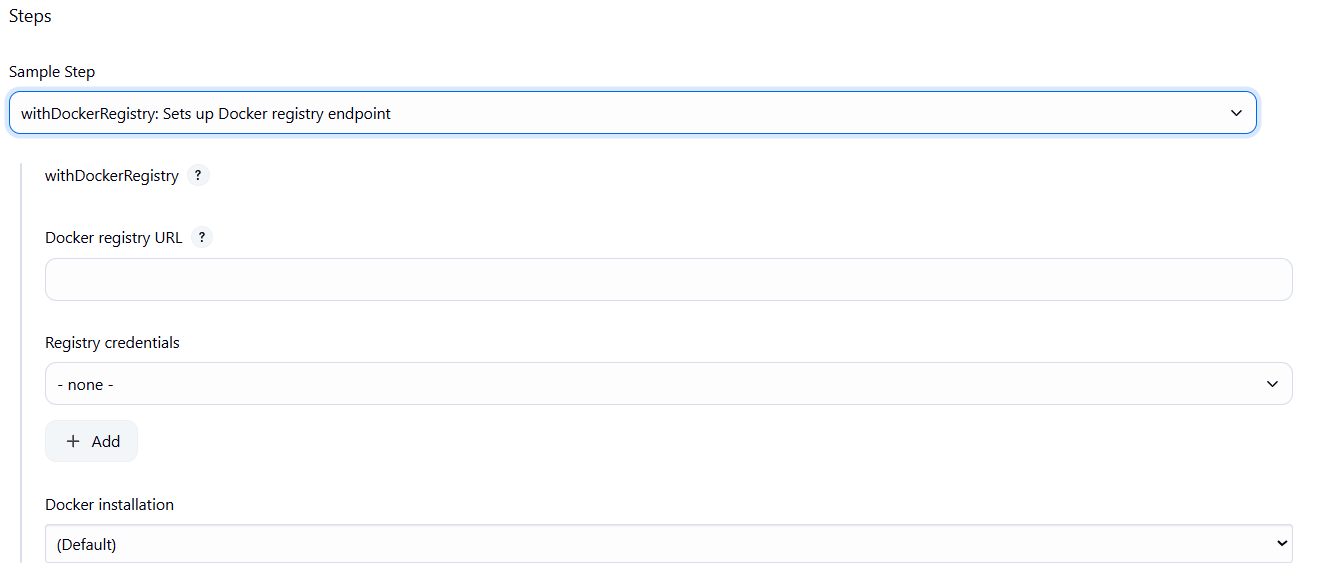 Steps
Sample Step
withDockerRegistry: Sets up Docker registry endpoint
withDockerRegistry ?
Docker registry URL ?
Registry credentials
- none -
+ Add
Docker installation
(Default)